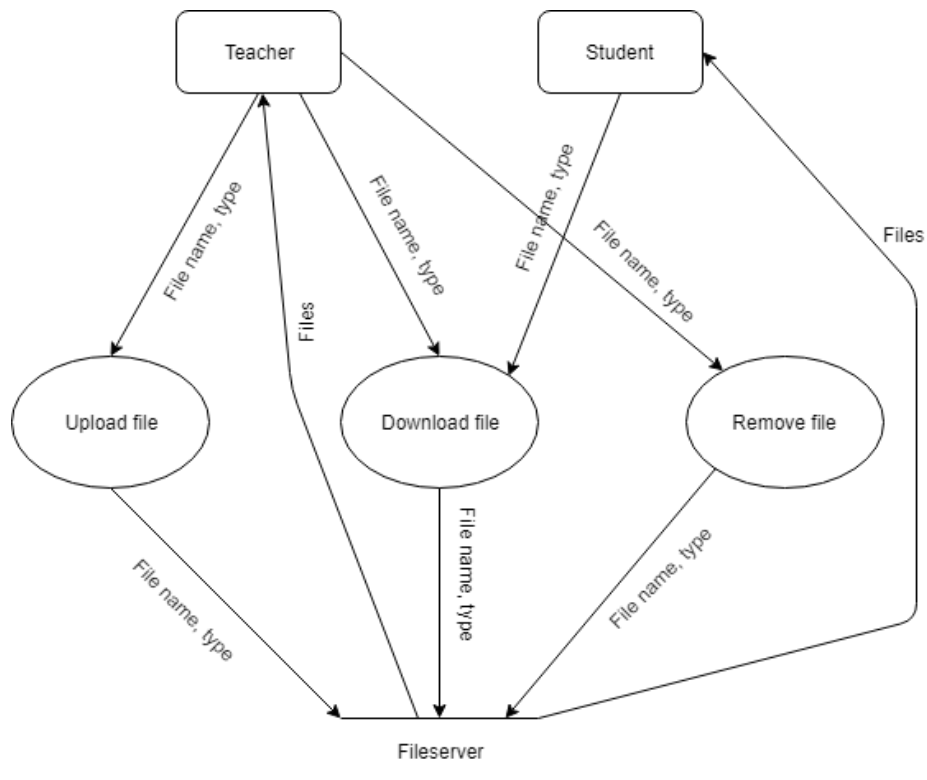 Teacher
Student
File name, type
File name, type
File name, type
File name, type
Files
Files
Upload file
Download file
Remove file
File name, type
File name, type
File name, type
Fileserver